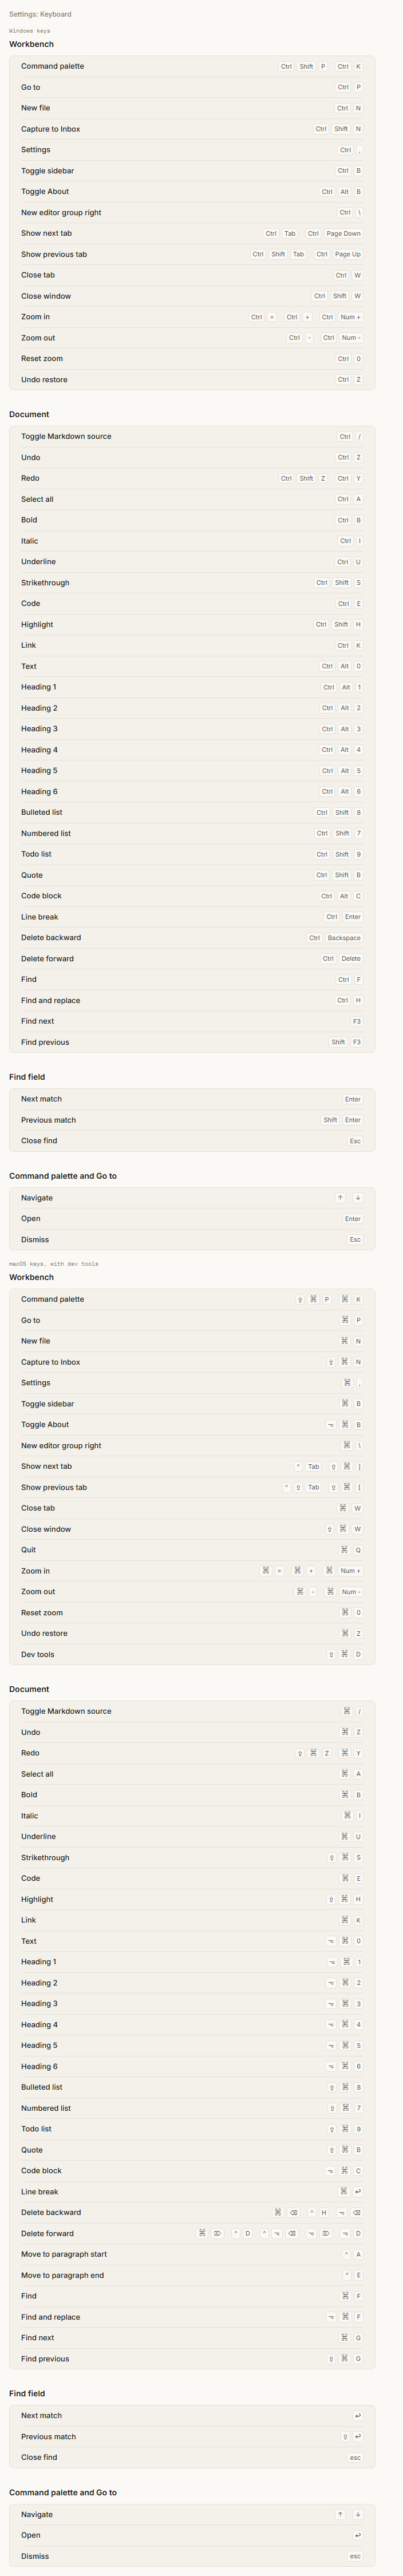 Settings: Keyboard
Windows keys
Workbench
Command palette Ctrl Shift P Ctrl K
Go to Ctrl P
New file Ctrl N
Capture to Inbox Ctrl Shift N
Settings Ctrl ,
Toggle sidebar Ctrl B
Toggle About Ctrl Alt B
New editor group right Ctrl \
Show next tab Ctrl Tab Ctrl Page Down
Show previous tab Ctrl Shift Tab Ctrl Page Up
Close tab Ctrl W
Close window Ctrl Shift W
Zoom in Ctrl = Ctrl + Ctrl Num +
Zoom out Ctrl - Ctrl Num -
Reset zoom Ctrl 0
Undo restore Ctrl Z
Document
Toggle Markdown source Ctrl /
Undo Ctrl Z
Redo Ctrl Shift Z Ctrl Y
Select all Ctrl A
Bold Ctrl B
Italic Ctrl I
Underline Ctrl U
Strikethrough Ctrl Shift S
Code Ctrl E
Highlight Ctrl Shift H
Link Ctrl K
Text Ctrl Alt 0
Heading 1 Ctrl Alt 1
Heading 2 Ctrl Alt 2
Heading 3 Ctrl Alt 3
Heading 4 Ctrl Alt 4
Heading 5 Ctrl Alt 5
Heading 6 Ctrl Alt 6
Bulleted list Ctrl Shift 8
Numbered list Ctrl Shift 7
Todo list Ctrl Shift 9
Quote Ctrl Shift B
Code block Ctrl Alt C
Line break Ctrl Enter
Delete backward Ctrl Backspace
Delete forward Ctrl Delete
Find Ctrl F
Find and replace Ctrl H
Find next F3
Find previous Shift F3
Find field
Next match Enter
Previous match Shift Enter
Close find Esc
Command palette and Go to
Navigate ↑ ↓
Open Enter
Dismiss Esc
macOS keys, with dev tools
Workbench
Command palette ⇧ ⌘ P ⌘ K
Go to ⌘ P
New file ⌘ N
Capture to Inbox ⇧ ⌘ N
Settings ⌘ ,
Toggle sidebar ⌘ B
Toggle About ⌥ ⌘ B
New editor group right ⌘ \
Show next tab ⌃ Tab ⇧ ⌘ ]
Show previous tab ⌃ ⇧ Tab ⇧ ⌘ [
Close tab ⌘ W
Close window ⇧ ⌘ W
Quit ⌘ Q
Zoom in ⌘ = ⌘ + ⌘ Num +
Zoom out ⌘ - ⌘ Num -
Reset zoom ⌘ 0
Undo restore ⌘ Z
Dev tools ⇧ ⌘ D
Document
Toggle Markdown source ⌘ /
Undo ⌘ Z
Redo ⇧ ⌘ Z ⌘ Y
Select all ⌘ A
Bold ⌘ B
Italic ⌘ I
Underline ⌘ U
Strikethrough ⇧ ⌘ S
Code ⌘ E
Highlight ⇧ ⌘ H
Link ⌘ K
Text ⌥ ⌘ 0
Heading 1 ⌥ ⌘ 1
Heading 2 ⌥ ⌘ 2
Heading 3 ⌥ ⌘ 3
Heading 4 ⌥ ⌘ 4
Heading 5 ⌥ ⌘ 5
Heading 6 ⌥ ⌘ 6
Bulleted list ⇧ ⌘ 8
Numbered list ⇧ ⌘ 7
Todo list ⇧ ⌘ 9
Quote ⇧ ⌘ B
Code block ⌥ ⌘ C
Line break ⌘ ↩
Delete backward ⌘ ⌫ ⌃ H ⌥ ⌫
Delete forward ⌘ ⌦ ⌃ D ⌃ ⌥ ⌫ ⌥ ⌦ ⌥ D
Move to paragraph start ⌃ A
Move to paragraph end ⌃ E
Find ⌘ F
Find and replace ⌥ ⌘ F
Find next ⌘ G
Find previous ⇧ ⌘ G
Find field
Next match ↩
Previous match ⇧ ↩
Close find esc
Command palette and Go to
Navigate ↑ ↓
Open ↩
Dismiss esc